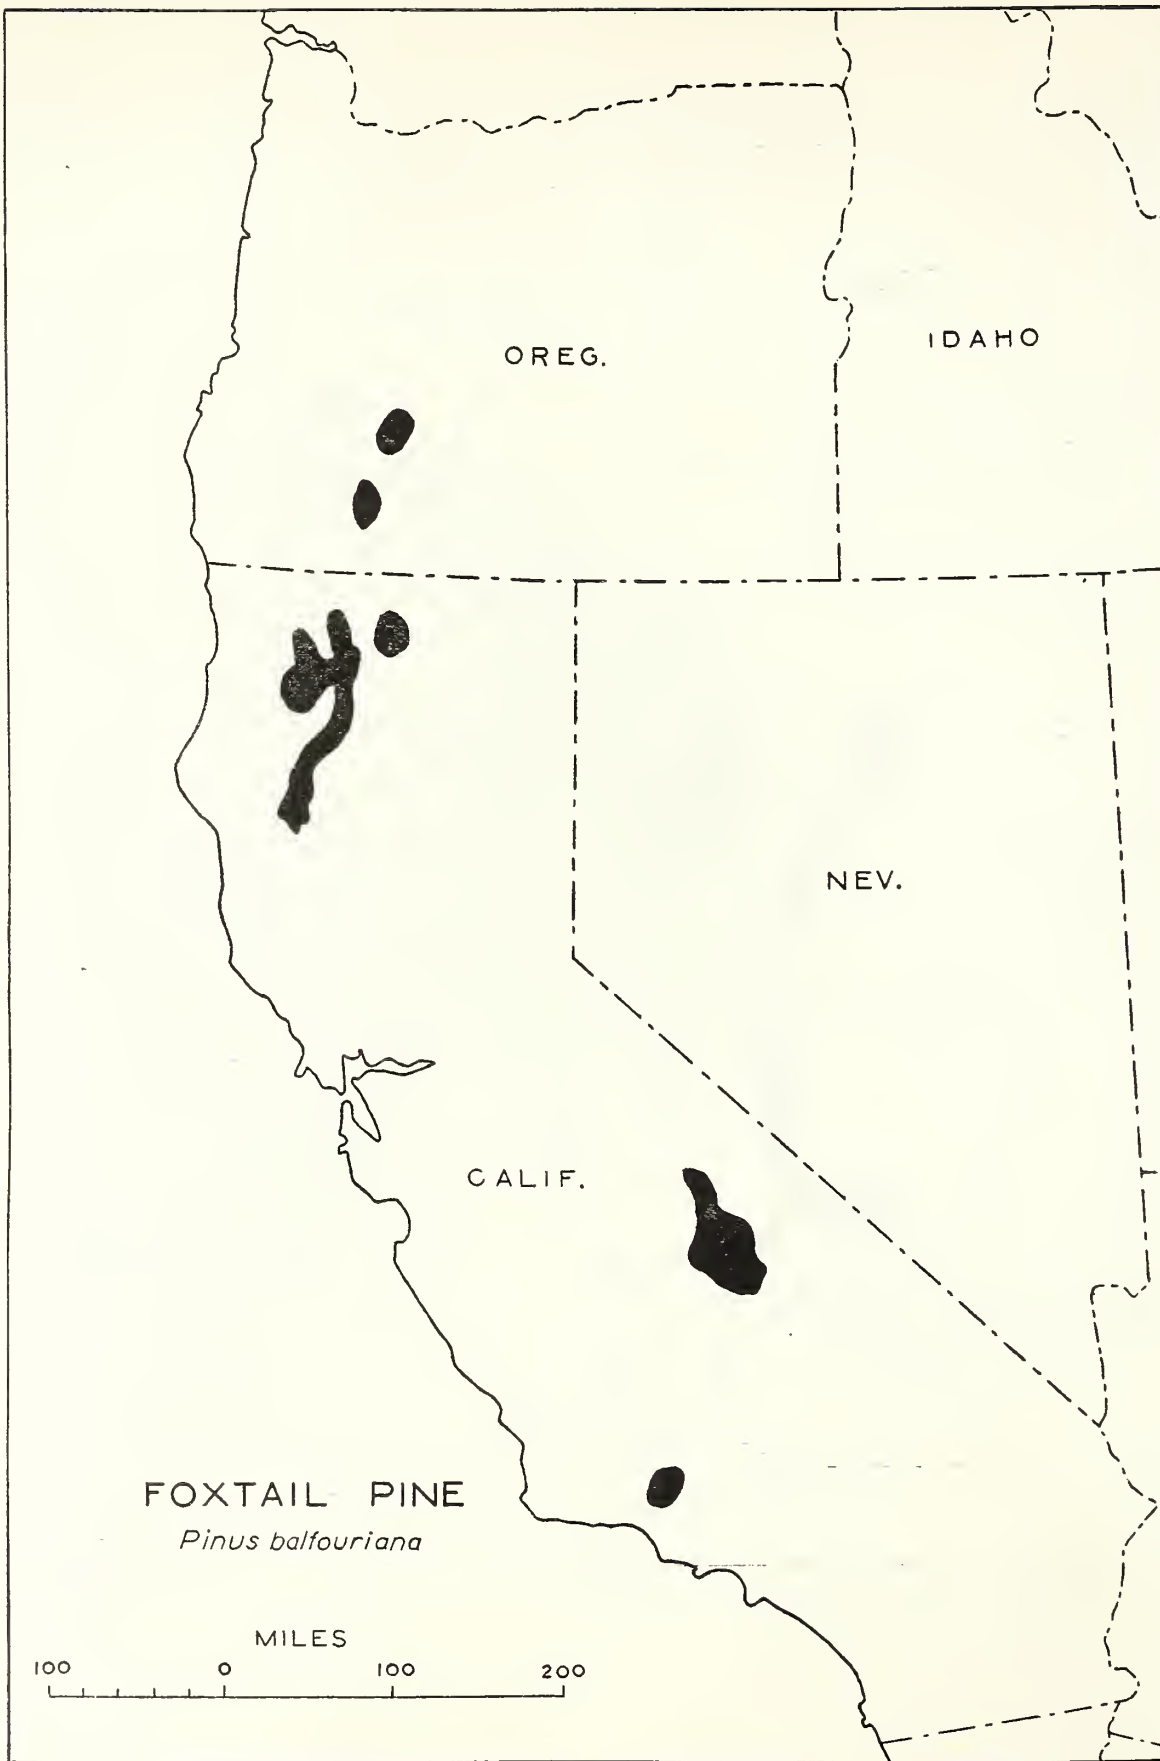 OREG.
IDAHO
NEV.
CALIF.
FOXTAIL PINE
Pinus balfouriana
MILES
100 0 100 200